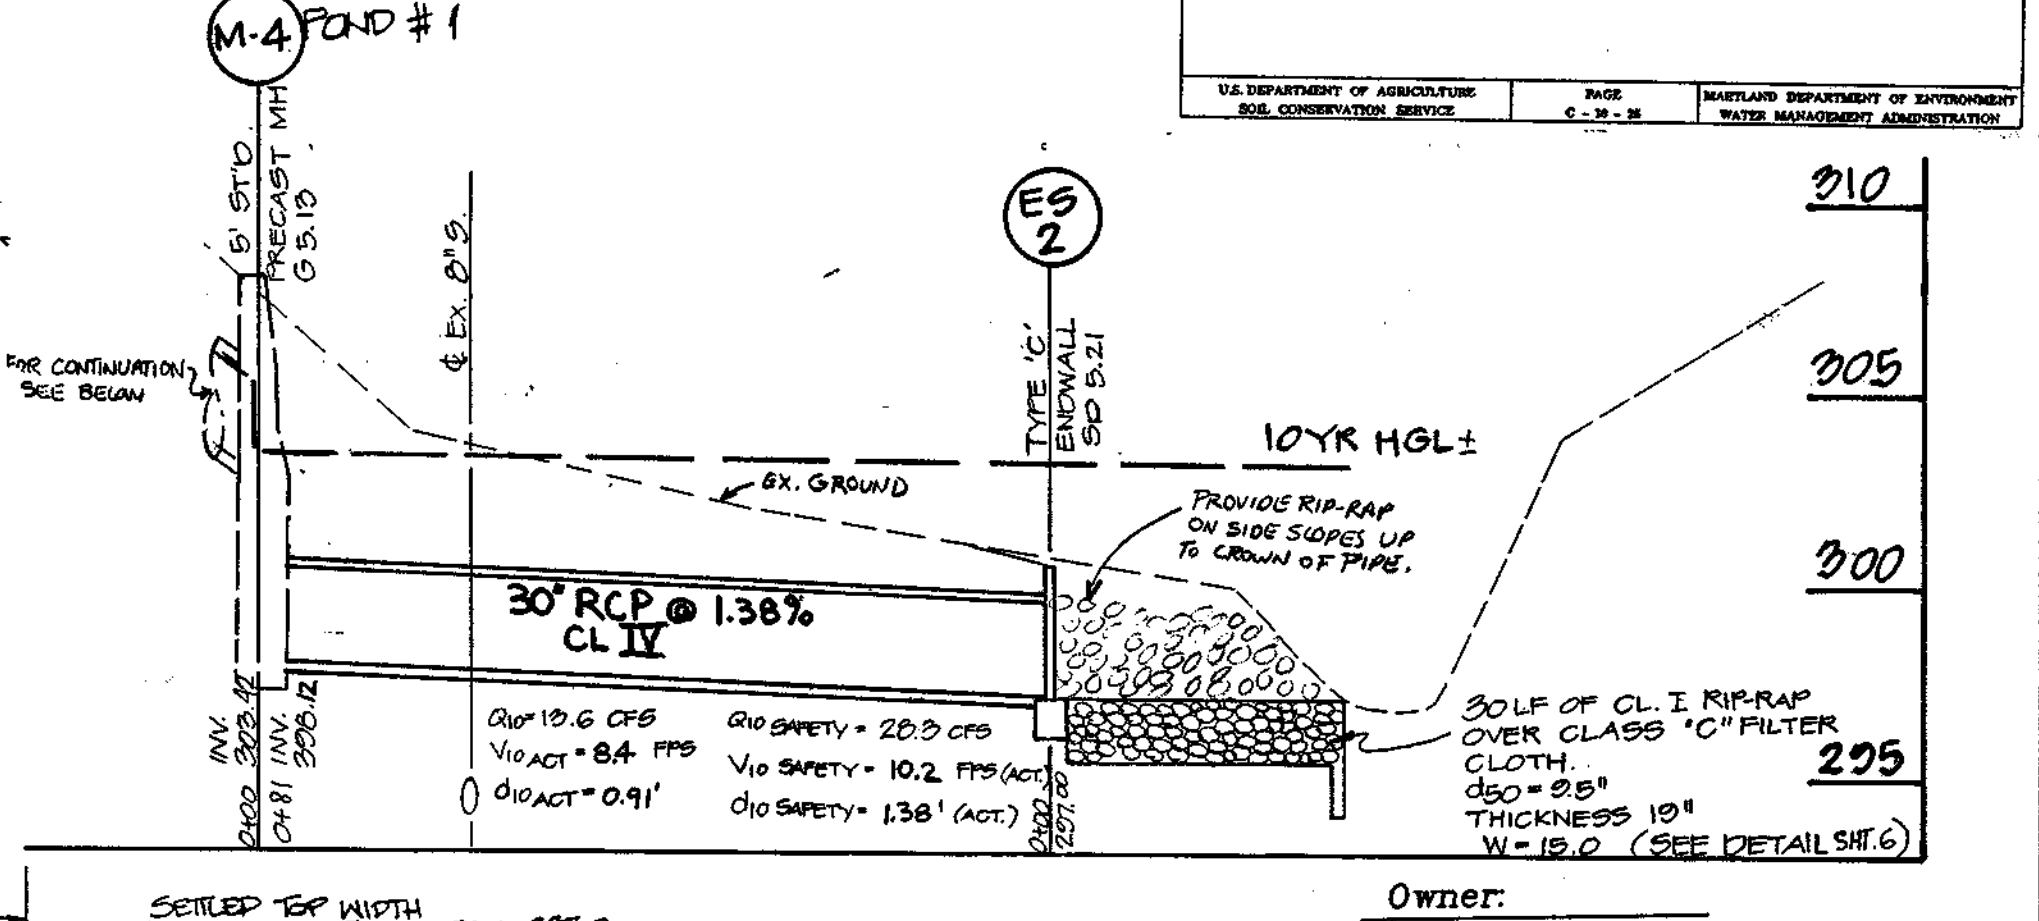 M-4
POND # 1
U.S. DEPARTMENT OF AGRICULTURE
SOIL CONSERVATION SERVICE
PAGE
MARYLAND DEPARTMENT OF ENVIRONMENT
WATER MANAGEMENT ADMINISTRATION
5' ST'D.
PRECAST MH
G 5.13
₵ Ex. 8" S.
ES
2
TYPE 'C'
ENDWALL
SD 5.21
310
305
300
295
FOR CONTINUATION
SEE BELOW
10YR HGL±
EX. GROUND
PROVIDE RIP-RAP
ON SIDE SLOPES UP
TO CROWN OF PIPE.
30" RCP @ 1.38%
CL IV
INV.
303.42
0+00
INV.
398.12
0+81
Q10= 13.6 CFS
V10 ACT = 8.4 FPS
d10 ACT = 0.91'
Q10 SAFETY = 28.3 CFS
V10 SAFETY = 10.2 FPS (ACT.)
d10 SAFETY = 1.38' (ACT.)
0+00
297.00
30 LF OF CL. I RIP-RAP
OVER CLASS "C" FILTER
CLOTH.
d50 = 9.5"
THICKNESS 19"
W = 15.0 (SEE DETAIL SHT. 6)
SETTLED TOP WIDTH
Owner: